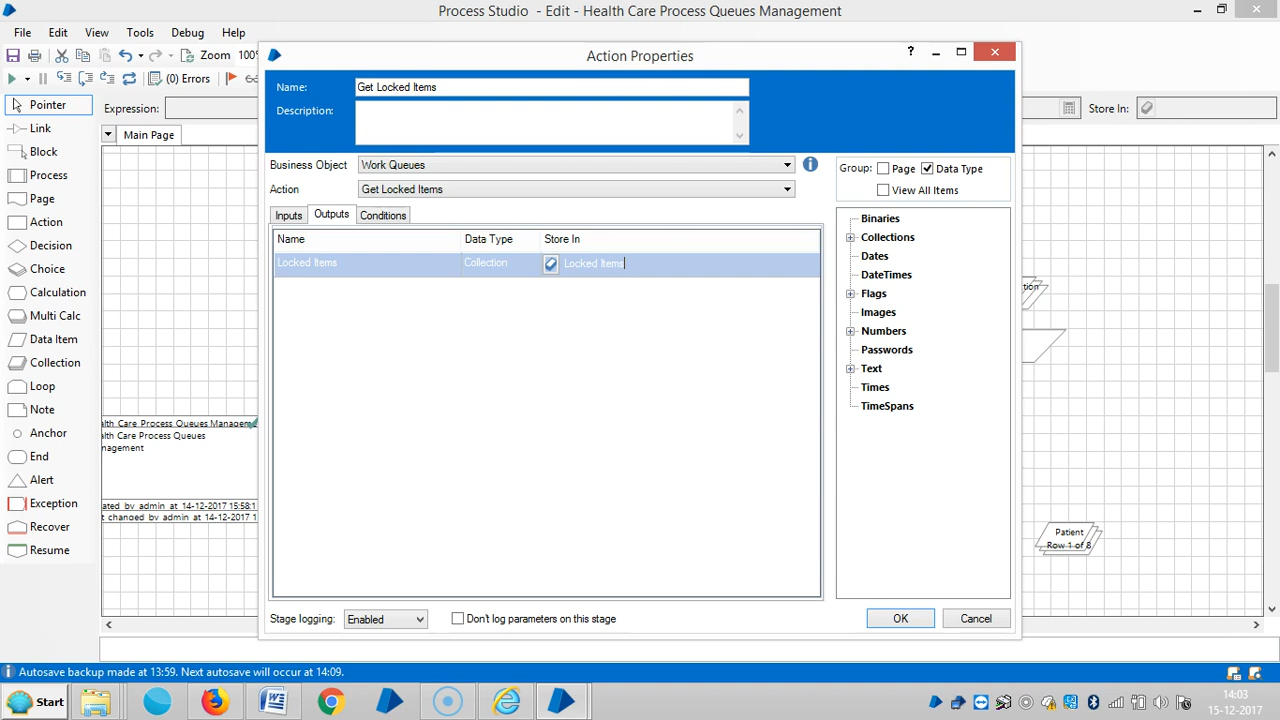 Process Studio - Edit - Health Care Process Queues Management
File Edit View Tools Debug Help
Zoom 100%
(0) Errors
Expression:
Store In:
Pointer
Link
Block
Process
Page
Action
Decision
Choice
Calculation
Multi Calc
Data Item
Collection
Loop
Note
Anchor
End
Alert
Exception
Recover
Resume
Main Page
alth Care Process Queues Managem
alth Care Process Queues
nagement
ated by admin at 14-12-2017 15:58:1
t changed by admin at 14-12-2017 1
tion
Patient
Row 1 of 8
Action Properties
Name: Get Locked Items
Description:
Business Object Work Queues
Action Get Locked Items
Inputs Outputs Conditions
Name Data Type Store In
Locked Items Collection Locked Items
Group: Page Data Type
View All Items
Binaries
Collections
Dates
DateTimes
Flags
Images
Numbers
Passwords
Text
Times
TimeSpans
Stage logging: Enabled Don't log parameters on this stage
OK Cancel
Autosave backup made at 13:59. Next autosave will occur at 14:09.
Start
14:03
15-12-2017